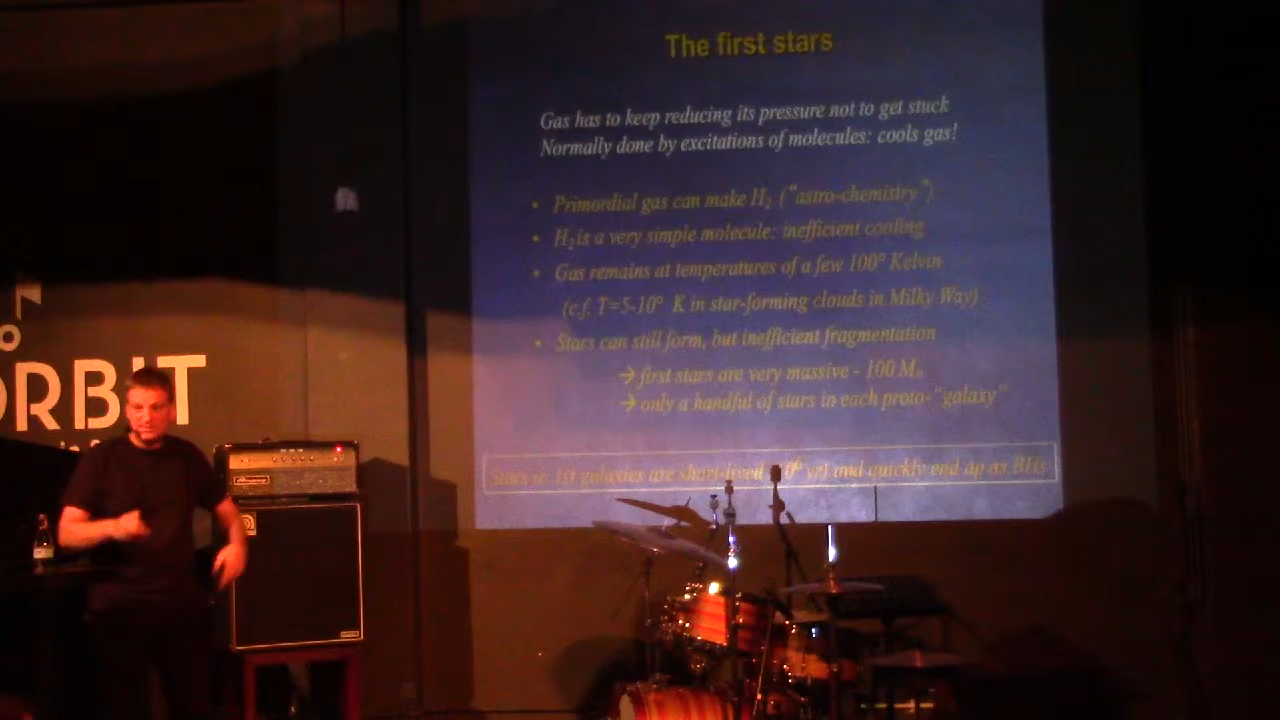 The first stars
Gas has to keep reducing its pressure not to get stuck
Normally done by excitations of molecules: cools gas!
• Primordial gas can make H₂ ("astro-chemistry")
• H₂ is a very simple molecule: inefficient cooling
• Gas remains at temperatures of a few 100° Kelvin
(c.f. T=5-10° K in star-forming clouds in Milky Way)
• Stars can still form, but inefficient fragmentation
→ first stars are very massive - 100 M☉
→ only a handful of stars in each proto-"galaxy"
Stars in 1st galaxies are short-lived yr) and quickly end up as BHs
ORBIT
Ampeg